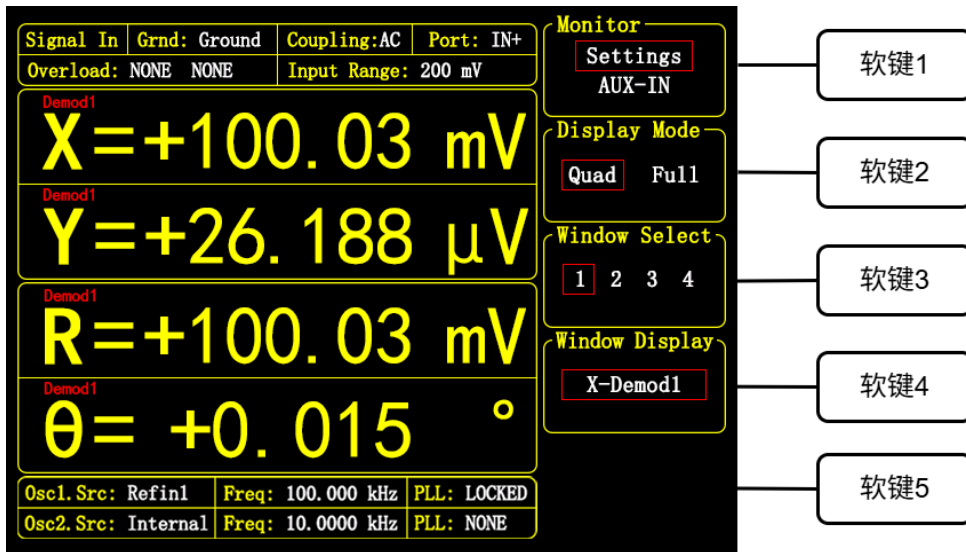 Signal In Grnd: Ground Coupling:AC Port: IN+
Overload: NONE NONE Input Range: 200 mV
Demod1
X=+100.03 mV
Demod1
Y=+26.188 μV
Demod1
R=+100.03 mV
Demod1
θ= +0.015 °
Osc1.Src: Refin1 Freq: 100.000 kHz PLL: LOCKED
Osc2.Src: Internal Freq: 10.0000 kHz PLL: NONE
Monitor
Settings
AUX-IN
Display Mode
Quad Full
Window Select
1 2 3 4
Window Display
X-Demod1
软键1
软键2
软键3
软键4
软键5